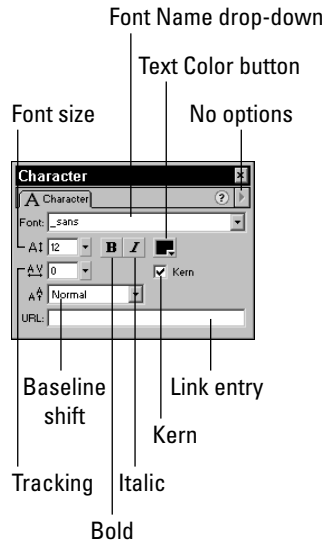 Font Name drop-down
Text Color button
Font size
No options
Character
A Character
?
Font: _sans
12 B I
AV 0 Kern
Normal
URL:
Baseline
shift
Link entry
Kern
Tracking
Italic
Bold